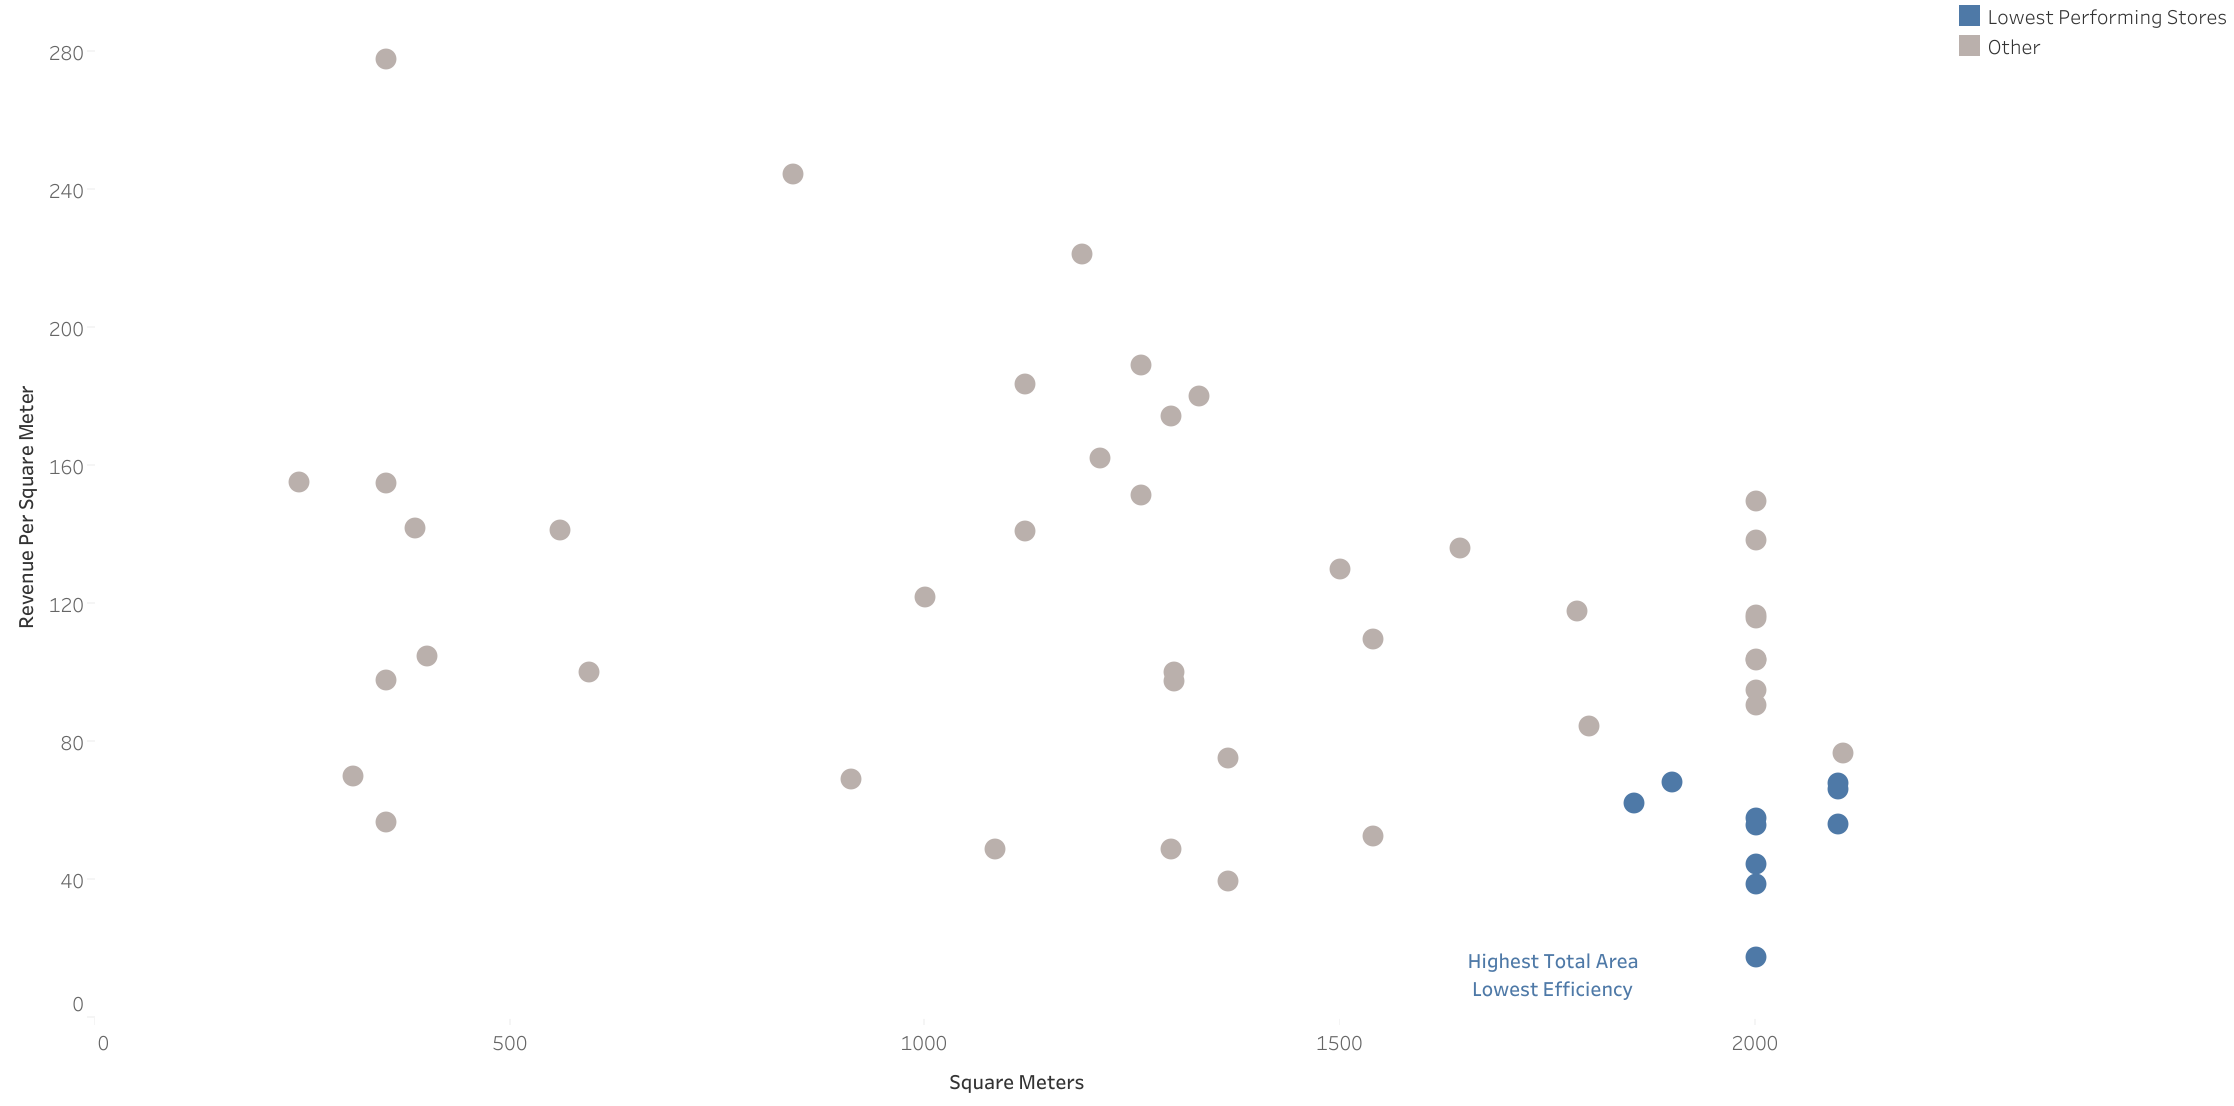 Lowest Performing Stores
Other
280
240
200
160
120
80
40
0
Revenue Per Square Meter
Highest Total Area
Lowest Efficiency
0 500 1000 1500 2000
Square Meters